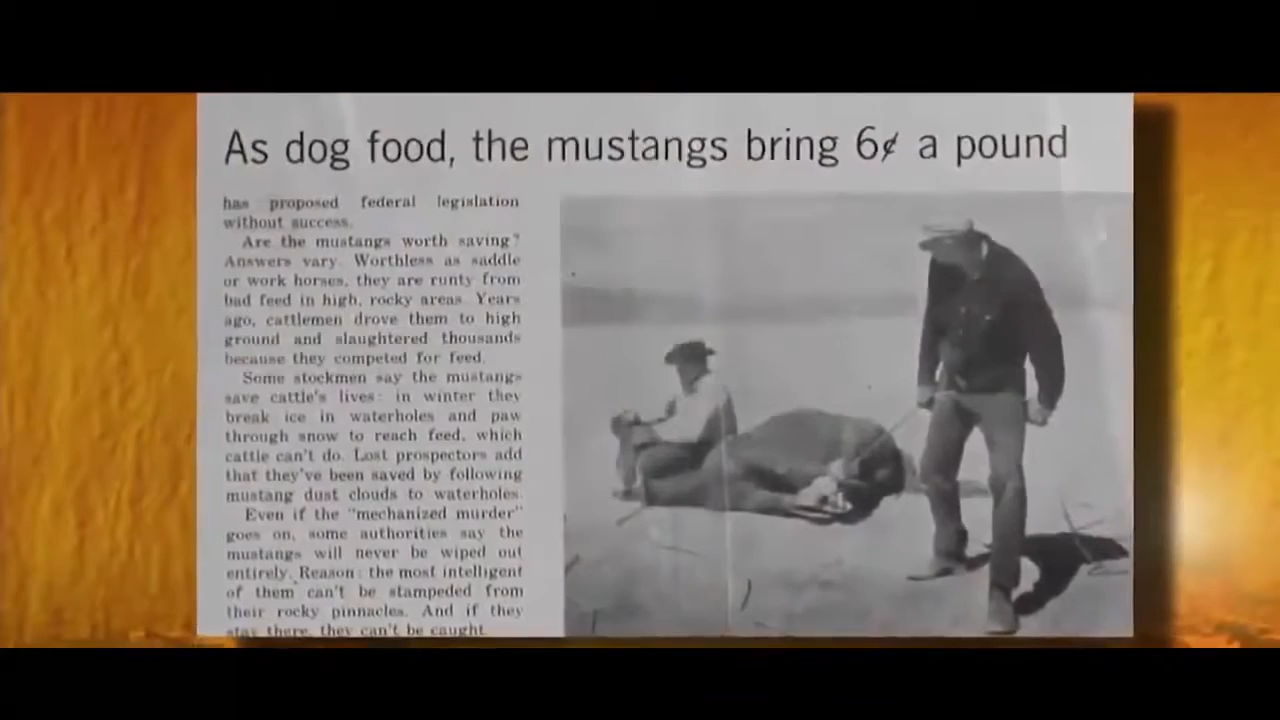 As dog food, the mustangs bring 6¢ a pound
has proposed federal legislation
without success.
Are the mustangs worth saving?
Answers vary. Worthless as saddle
or work horses, they are runty from
bad feed in high, rocky areas. Years
ago, cattlemen drove them to high
ground and slaughtered thousands
because they competed for feed.
Some stockmen say the mustangs
save cattle's lives: in winter they
break ice in waterholes and paw
through snow to reach feed, which
cattle can't do. Lost prospectors add
that they've been saved by following
mustang dust clouds to waterholes.
Even if the "mechanized murder"
goes on, some authorities say the
mustangs will never be wiped out
entirely. Reason: the most intelligent
of them can't be stampeded from
their rocky pinnacles. And if they
stay there, they can't be caught.